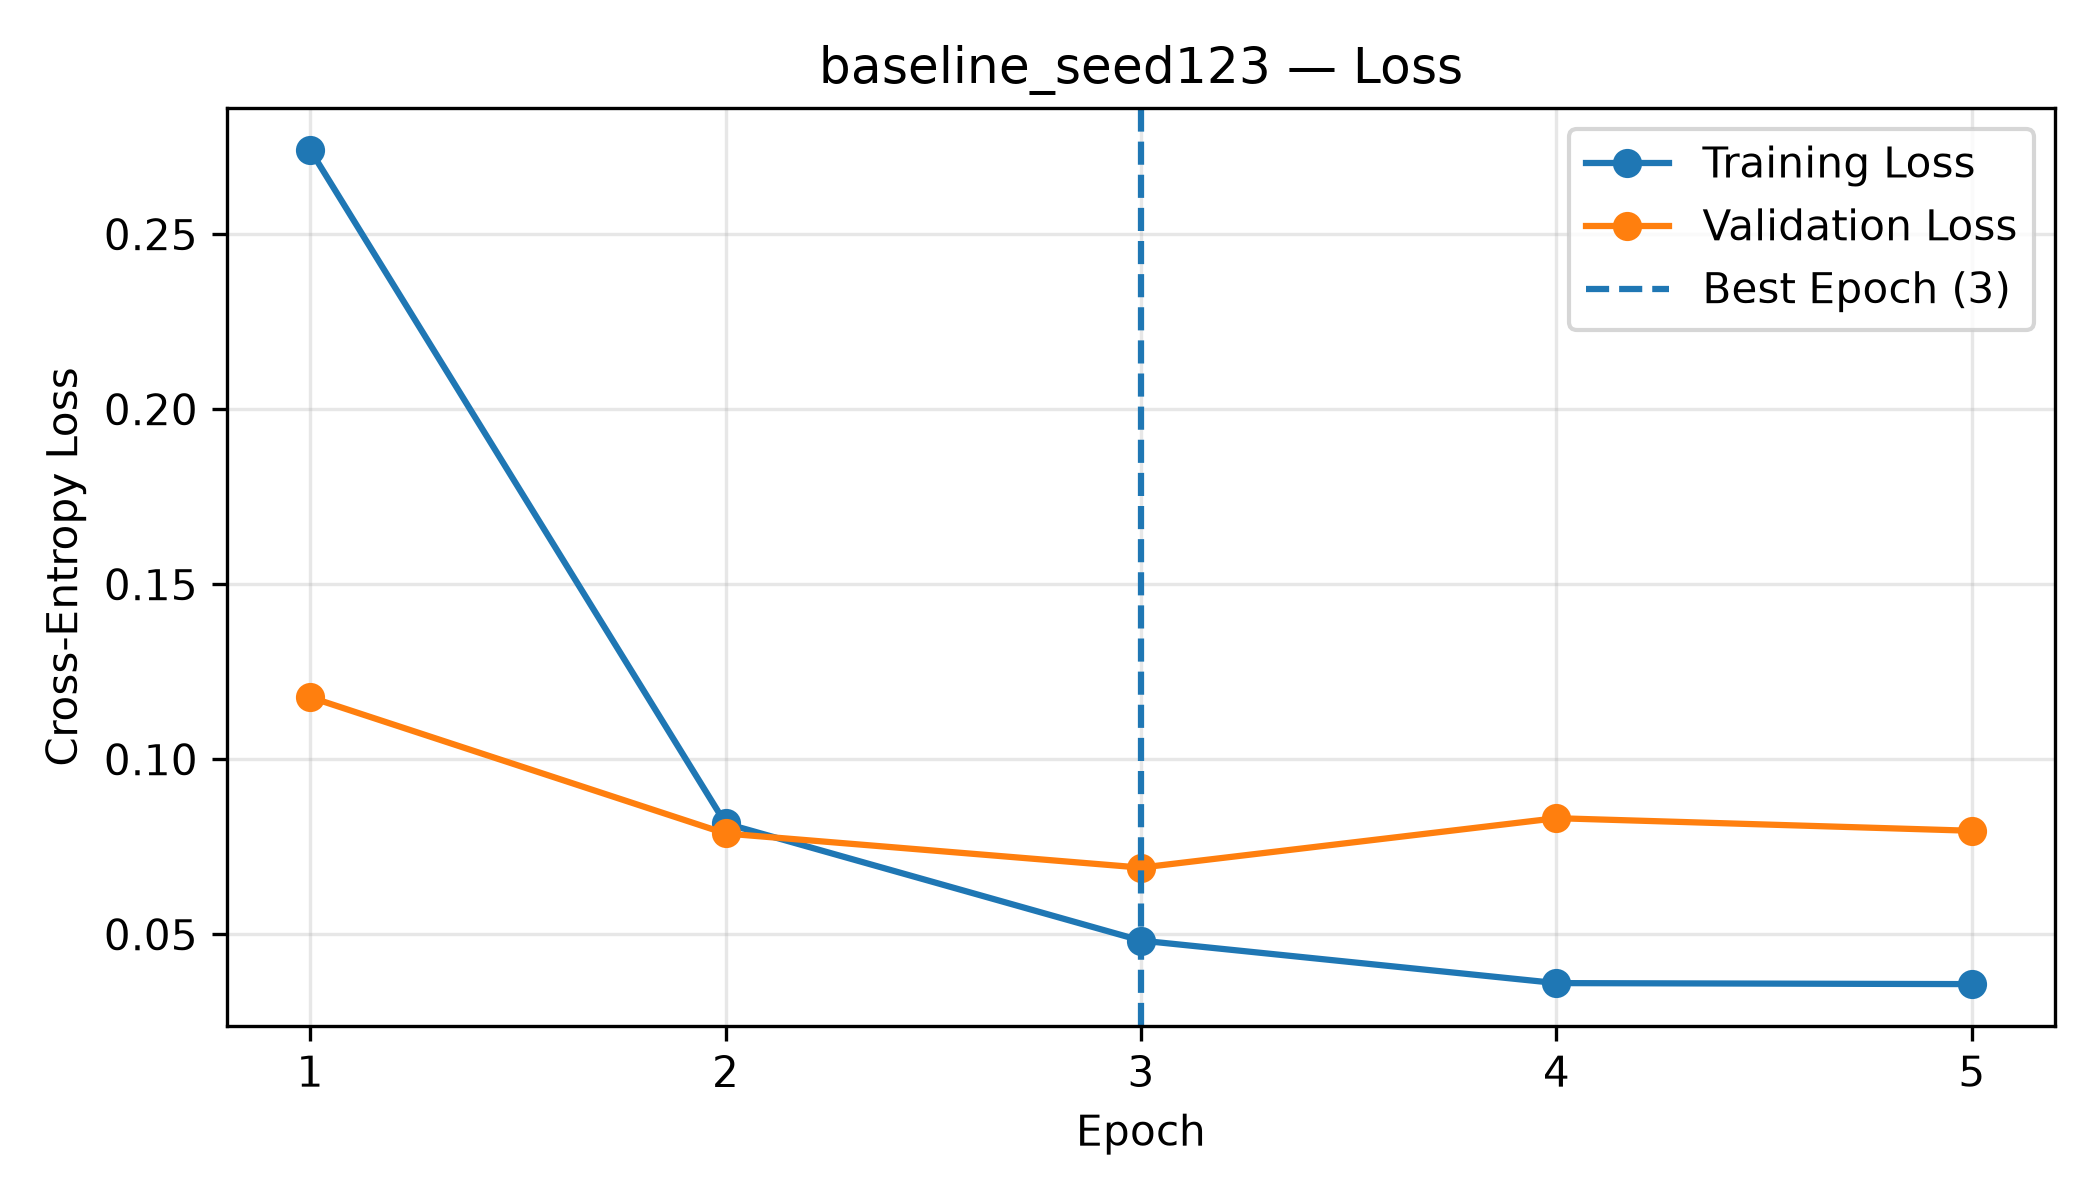 baseline_seed123 — Loss
Training Loss
Validation Loss
Best Epoch (3)
Cross-Entropy Loss
0.25
0.20
0.15
0.10
0.05
1 2 3 4 5
Epoch